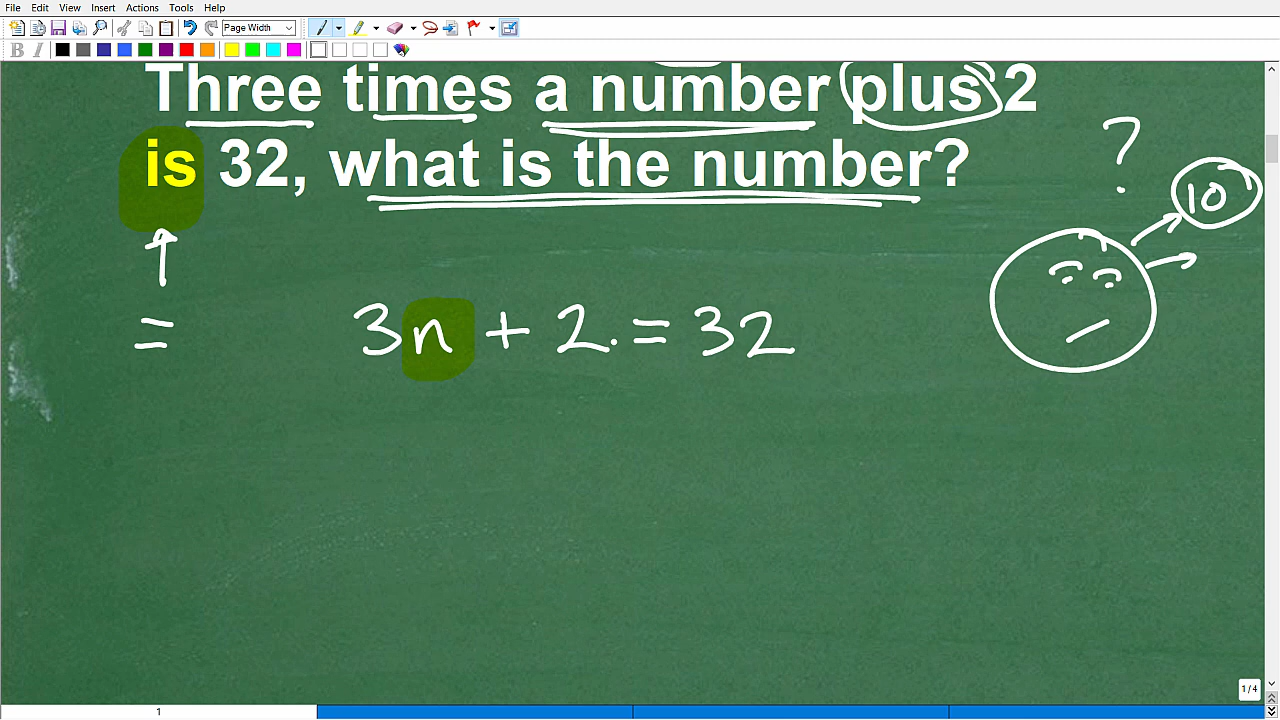 File Edit View Insert Actions Tools Help
Page Width
B I
Three times a number plus 2
is 32, what is the number?
?
10
=
3n + 2 = 32
1/4
1